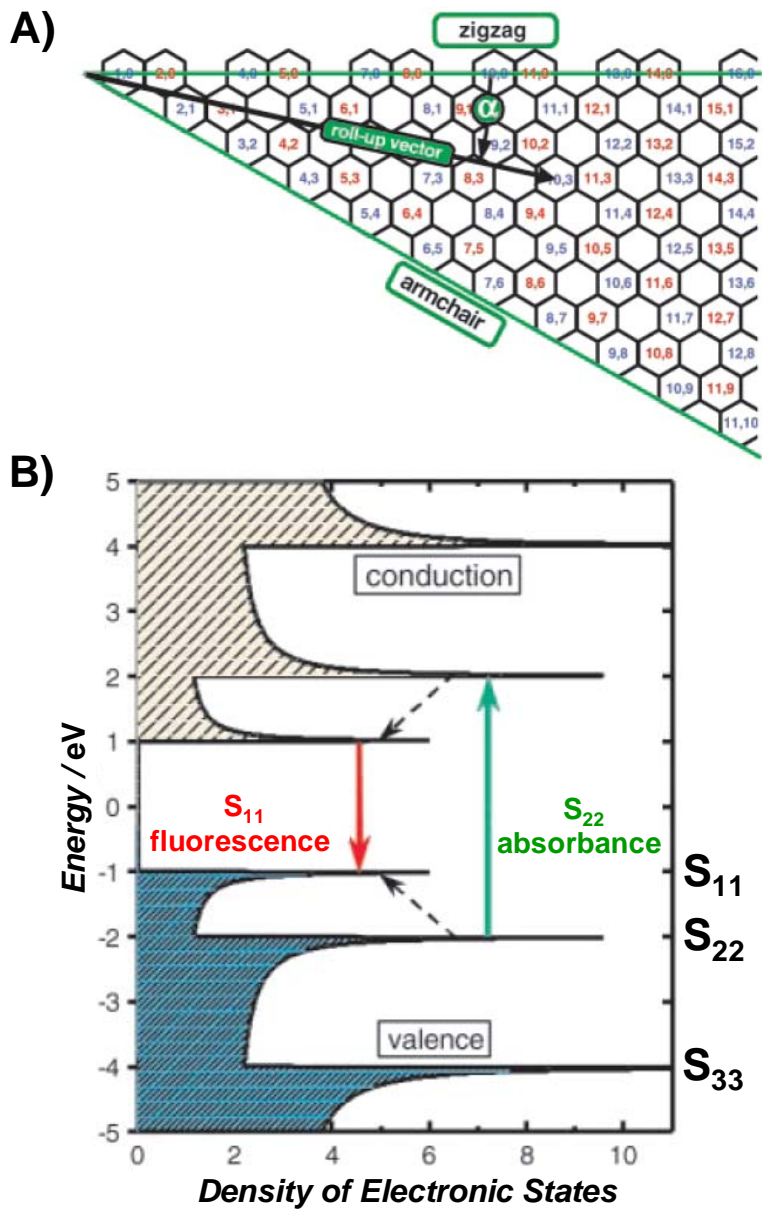 A)
zigzag
1,0 2,0 4,0 5,0 7,0 8,0 10,0 11,0 13,0 14,0 16,0
2,1 3,1 5,1 6,1 8,1 9,1 α 11,1 12,1 14,1 15,1
roll-up vector
3,2 4,2 9,2 10,2 12,2 13,2 15,2
4,3 5,3 7,3 8,3 10,3 11,3 13,3 14,3
5,4 6,4 8,4 9,4 11,4 12,4 14,4
6,5 7,5 9,5 10,5 12,5 13,5
armchair
7,6 8,6 10,6 11,6 13,6
8,7 9,7 11,7 12,7
9,8 10,8 12,8
10,9 11,9
11,10
B)
5
4
conduction
3
2
1
0
S11
fluorescence
S22
absorbance
-1
S11
-2
S22
-3
valence
-4
S33
-5
Energy / eV
0 2 4 6 8 10
Density of Electronic States